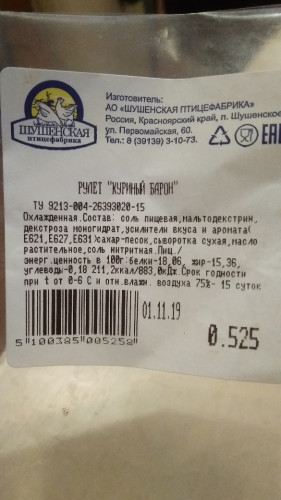 Изготовитель:
АО «ШУШЕНСКАЯ ПТИЦЕФАБРИКА»
Россия, Красноярский край, п. Шушенское
ул. Первомайская, 60.
Тел.: 8 (39139) 3-10-73.
ШУШЕНСКАЯ
птицефабрика
РУЛЕТ "КУРИНЫЙ БАРОН"
ТУ 9213-004-26393020-15
Охлажденная.Состав: соль пищевая,мальтодекстрин,
декстроза моногидрат,усилители вкуса и аромата(
Е621,Е627,Е631)сахар-песок,сыворотка сухая,масло
растительное,соль нитритная.Пищ./
энерг.ценность в 100г:белки-18,06, жир-15,36,
углеводы-0,18 211,2ккал/883,0кДж.Срок годности
при t от 0-6 С и отн.влажн. воздуха 75%- 15 суток
01.11.19
0.525
5 100385 005258